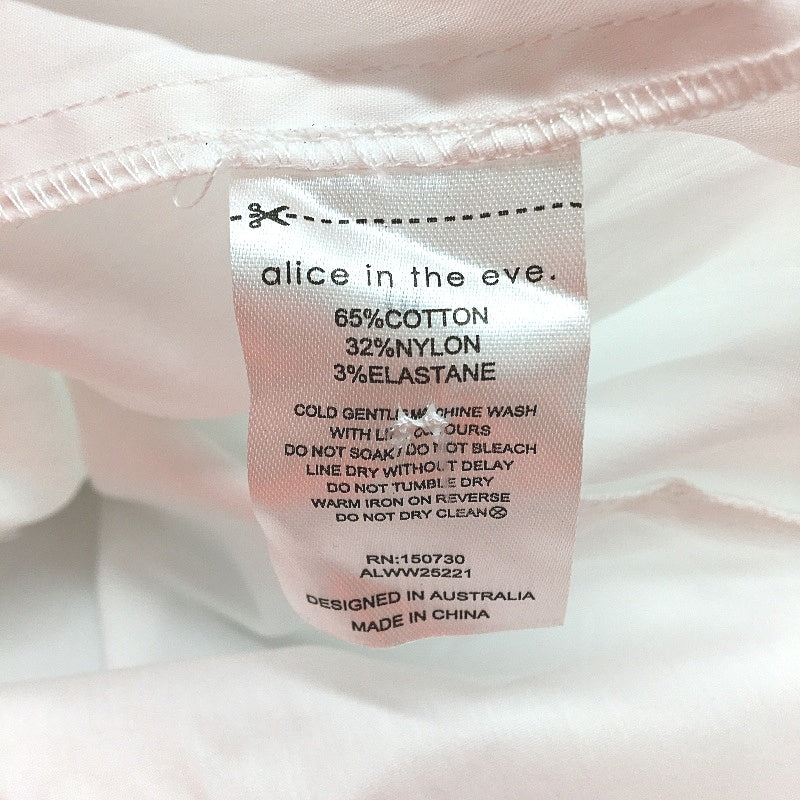 alice in the eve.
65%COTTON
32%NYLON
3%ELASTANE
COLD GENTLE MACHINE WASH
WITH COLOURS
DO NOT SOAK/DO NOT BLEACH
LINE DRY WITHOUT DELAY
DO NOT TUMBLE DRY
WARM IRON ON REVERSE
DO NOT DRY CLEAN
RN:150730
ALWW25221
DESIGNED IN AUSTRALIA
MADE IN CHINA